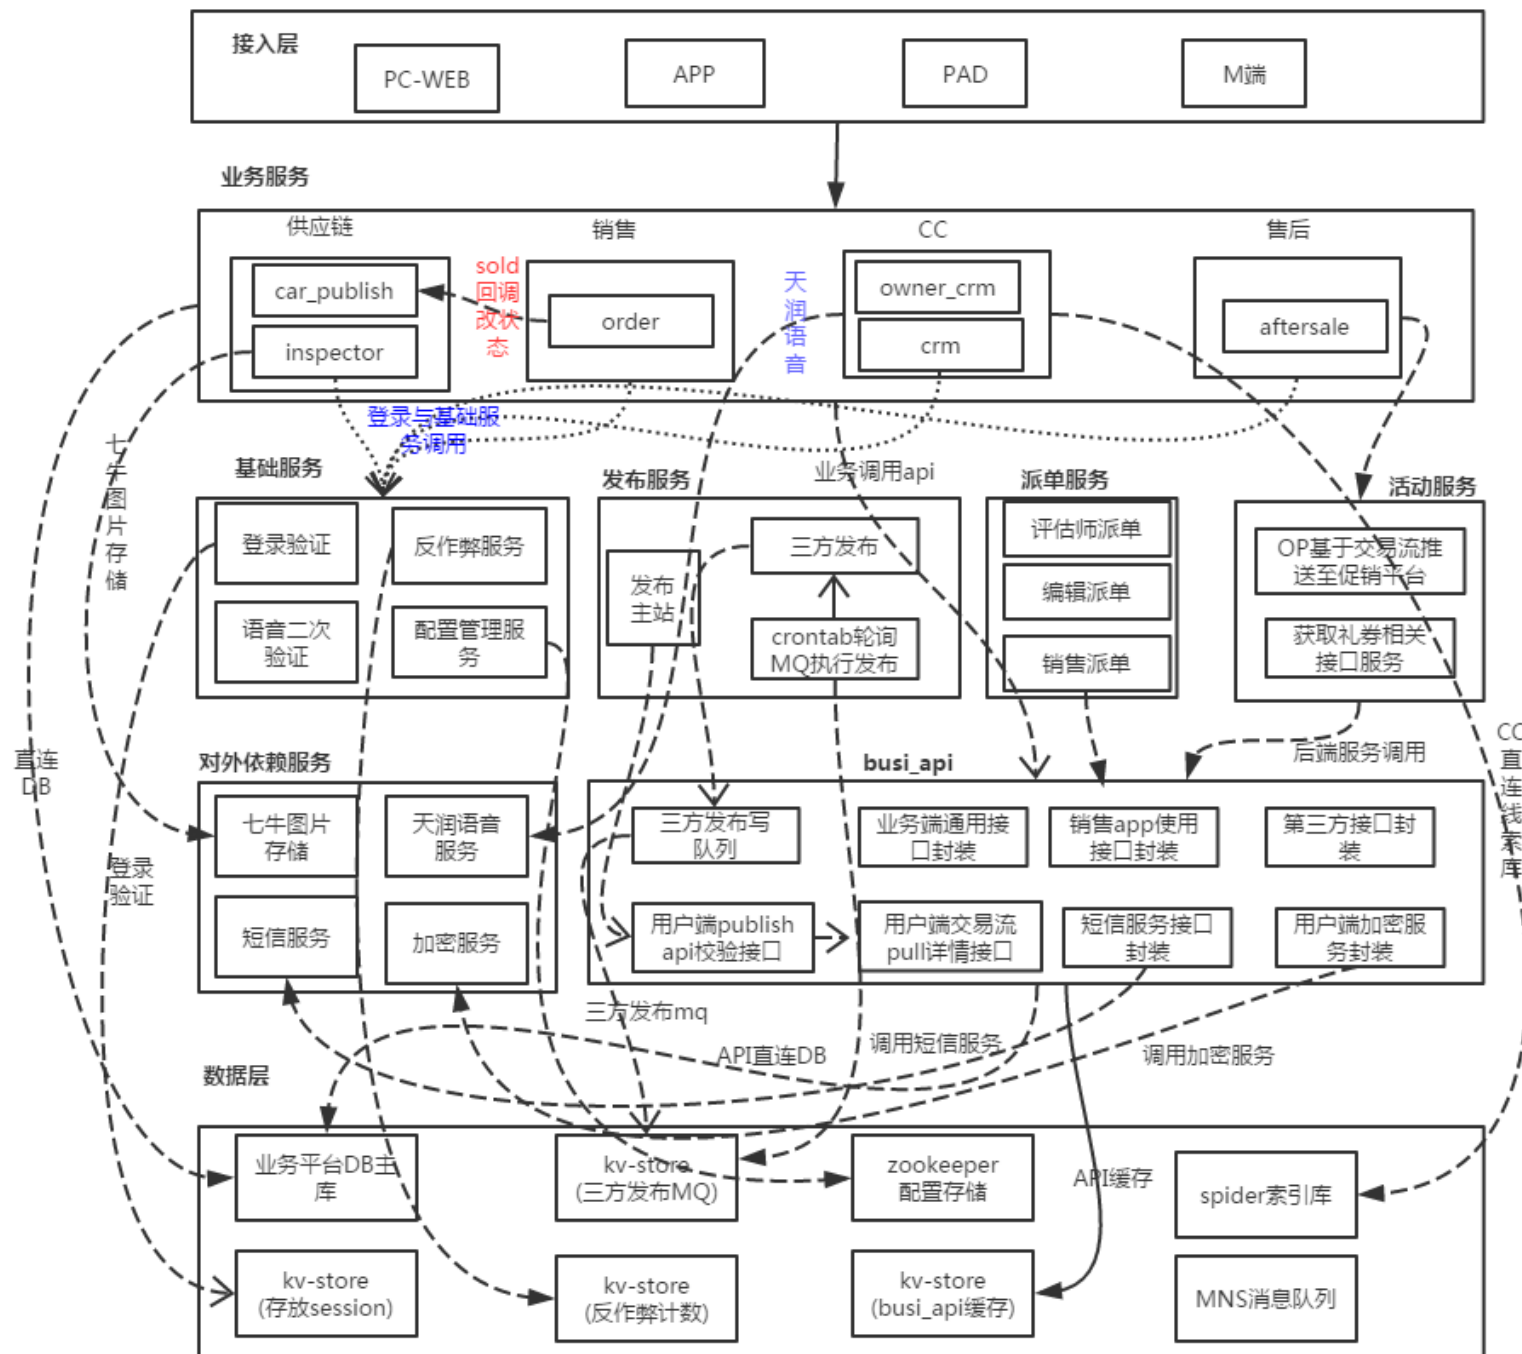 接入层
PC-WEB
APP
PAD
M端
业务服务
供应链
销售
CC
售后
car_publish
inspector
sold
回调
改状
态
order
天
润
语
音
owner_crm
crm
aftersale
登录与基础服
务调用
七
牛
图
片
存
储
基础服务
登录验证
反作弊服务
语音二次
验证
配置管理服
务
发布服务
发布
主站
三方发布
crontab轮询
MQ执行发布
业务调用api
派单服务
评估师派单
编辑派单
销售派单
活动服务
OP基于交易流推
送至促销平台
获取礼券相关
接口服务
直连
DB
登录
验证
对外依赖服务
七牛图片
存储
天润语音
服务
短信服务
加密服务
busi_api
后端服务调用
三方发布写
队列
业务端通用接
口封装
销售app使用
接口封装
第三方接口封
装
用户端publish
api校验接口
用户端交易流
pull详情接口
短信服务接口
封装
用户端加密服
务封装
CC
直
连
线
索
库
三方发布mq
API直连DB
调用短信服务
调用加密服务
数据层
业务平台DB主
库
kv-store
(三方发布MQ)
zookeeper
配置存储
API缓存
spider索引库
kv-store
(存放session)
kv-store
(反作弊计数)
kv-store
(busi_api缓存)
MNS消息队列